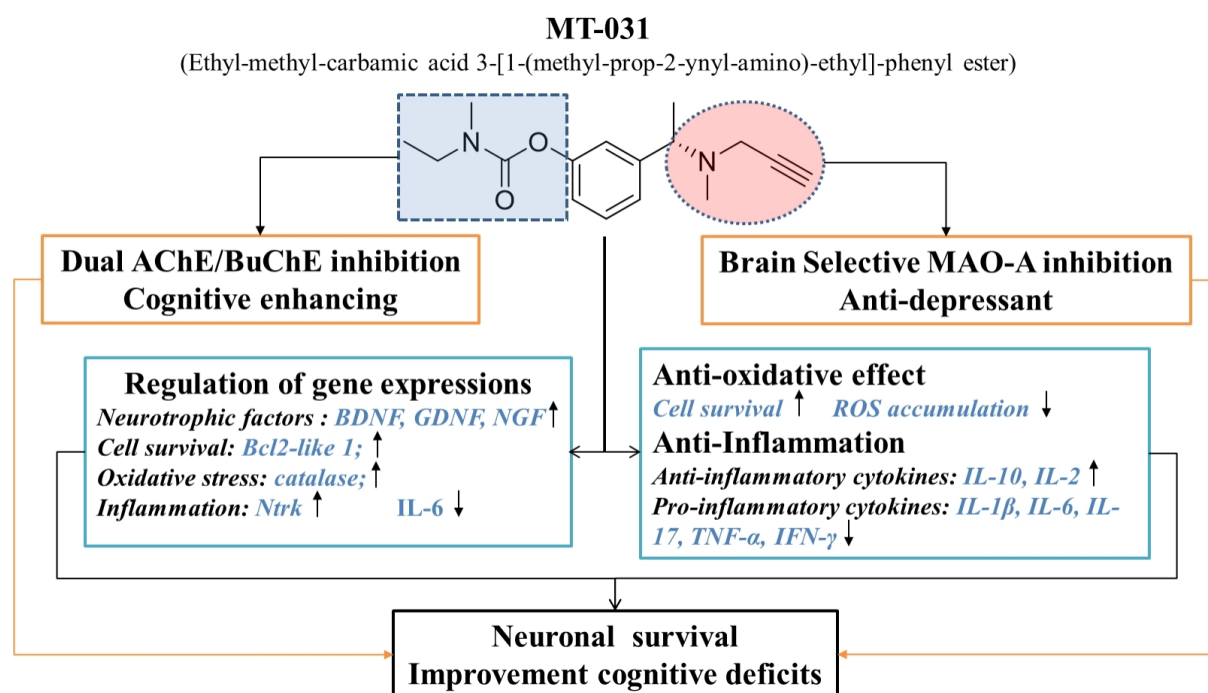 MT-031
(Ethyl-methyl-carbamic acid 3-[1-(methyl-prop-2-ynyl-amino)-ethyl]-phenyl ester)
N
O
O
N
Dual AChE/BuChE inhibition
Cognitive enhancing
Brain Selective MAO-A inhibition
Anti-depressant
Regulation of gene expressions
Neurotrophic factors : BDNF, GDNF, NGF↑
Cell survival: Bcl2-like 1; ↑
Oxidative stress: catalase;↑
Inflammation: Ntrk ↑ IL-6 ↓
Anti-oxidative effect
Cell survival ↑ ROS accumulation ↓
Anti-Inflammation
Anti-inflammatory cytokines: IL-10, IL-2 ↑
Pro-inflammatory cytokines: IL-1β, IL-6, IL-
17, TNF-α, IFN-γ ↓
Neuronal survival
Improvement cognitive deficits